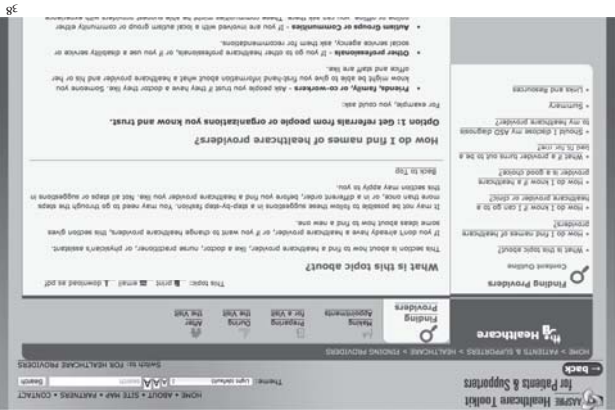 AASPIRE Healthcare Toolkit
for Patients & Supporters
HOME • ABOUT • SITE MAP • PARTNERS • CONTACT
Theme: Light (default) AAA search Search
← back
Switch to: FOR HEALTHCARE PROVIDERS
HOME > PATIENTS & SUPPORTERS > HEALTHCARE > FINDING PROVIDERS
Healthcare
Finding
Providers
Making
Appointments
Preparing
for a Visit
During
the Visit
After
the Visit
Finding Providers
Content Outline
• What is this topic about?
• How do I find names of healthcare
providers?
• How do I know if I can go to a
healthcare provider or clinic?
• How do I know if a healthcare
provider is a good choice?
• What if a provider turns out to be a
bad fit for me?
• Should I disclose my ASD diagnosis
to my healthcare provider?
• Summary
• Links and Resources
This topic: print email download as pdf
What is this topic about?
This section is about how to find a healthcare provider, like a doctor, nurse practitioner, or physician's assistant.
If you don't already have a healthcare provider, or if you want to change healthcare providers, this section gives
some ideas about how to find a new one.
It may not be possible to follow these suggestions in a step-by-step fashion. You may need to go through the steps
more than once, or in a different order, before you find a healthcare provider you like. Not all steps or suggestions in
this section may apply to you.
Back to Top
How do I find names of healthcare providers?
Option 1: Get referrals from people or organizations you know and trust.
For example, you could ask:
• Friends, family, or co-workers - Ask people you trust if they have a doctor they like. Someone you
know might be able to give you first-hand information about what a healthcare provider and his or her
office and staff are like.
• Other professionals - If you go to other healthcare professionals, or if you use a disability service or
social service agency, ask them for recommendations.
• Autism Groups or Communities - If you are involved with a local autism group or community either
online or offline, you can ask there. These communities might be able suggest providers with experience
38